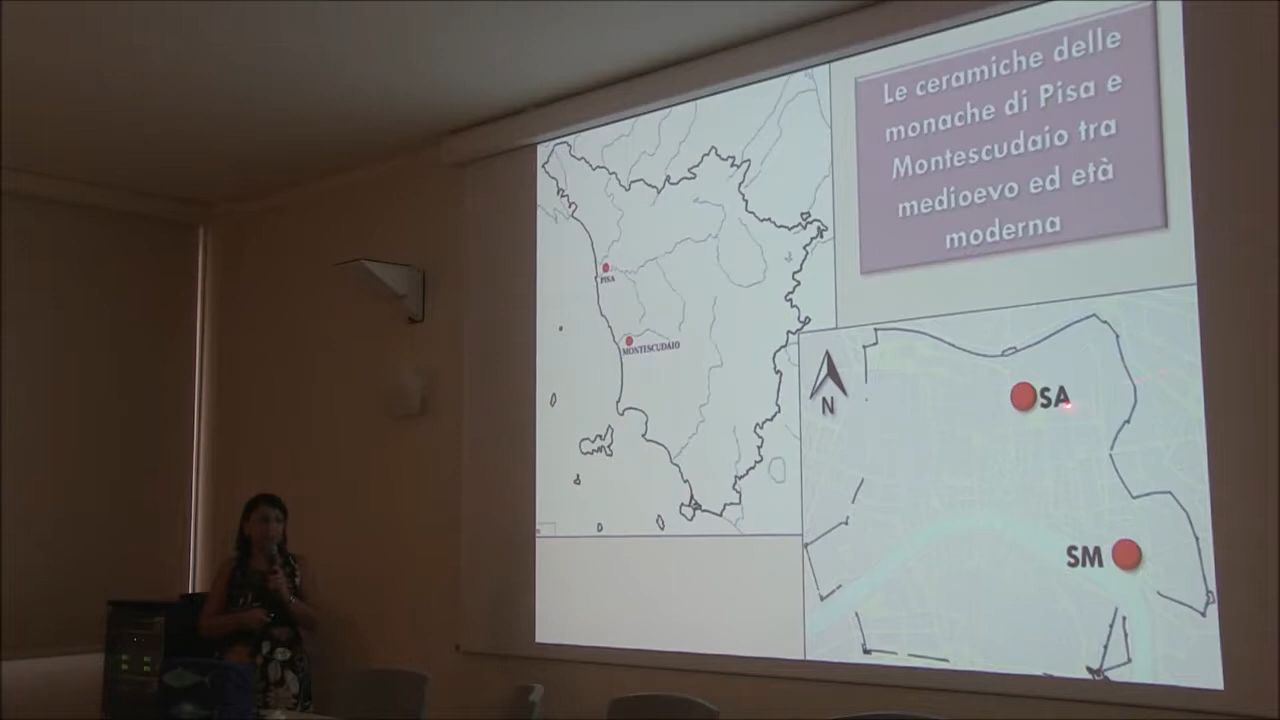 Le ceramiche delle
monache di Pisa e
Montescudaio tra
medioevo ed età
moderna
PISA
MONTESCUDAIO
N
SA
SM